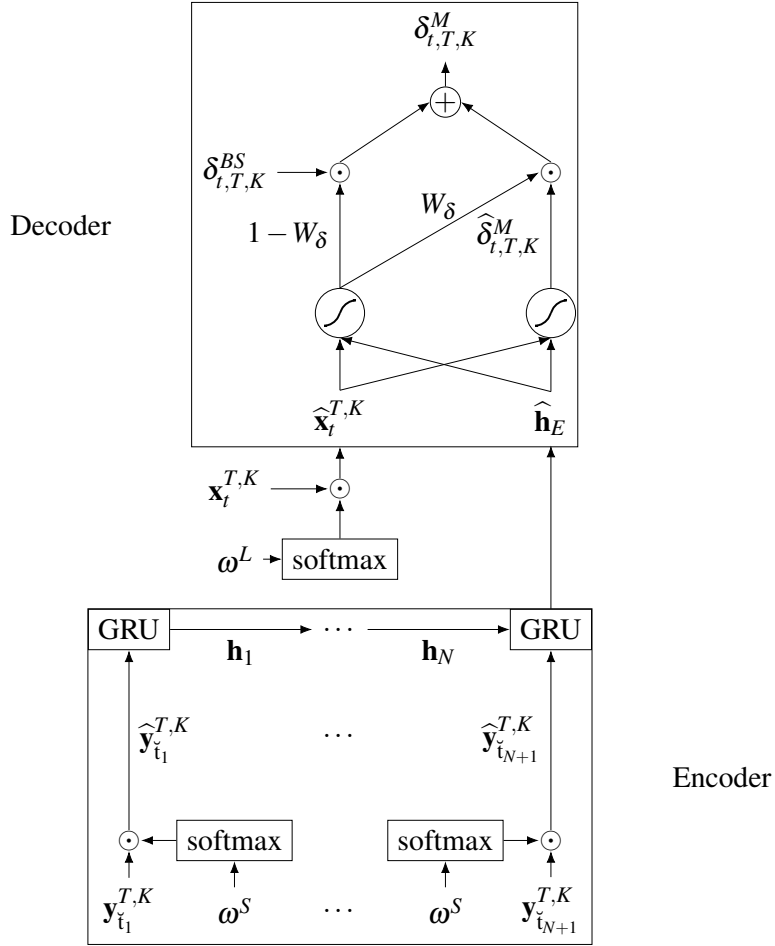 δ^M_{t,T,K}
+
δ^{BS}_{t,T,K}
W_δ
Decoder
1 − W_δ
δ̂^M_{t,T,K}
x̂^{T,K}_t
ĥ_E
x^{T,K}_t
ω^L softmax
GRU ··· GRU
h_1 h_N
ŷ^{T,K}_{ť_1} ··· ŷ^{T,K}_{ť_{N+1}}
Encoder
softmax softmax
y^{T,K}_{ť_1} ω^S ··· ω^S y^{T,K}_{ť_{N+1}}